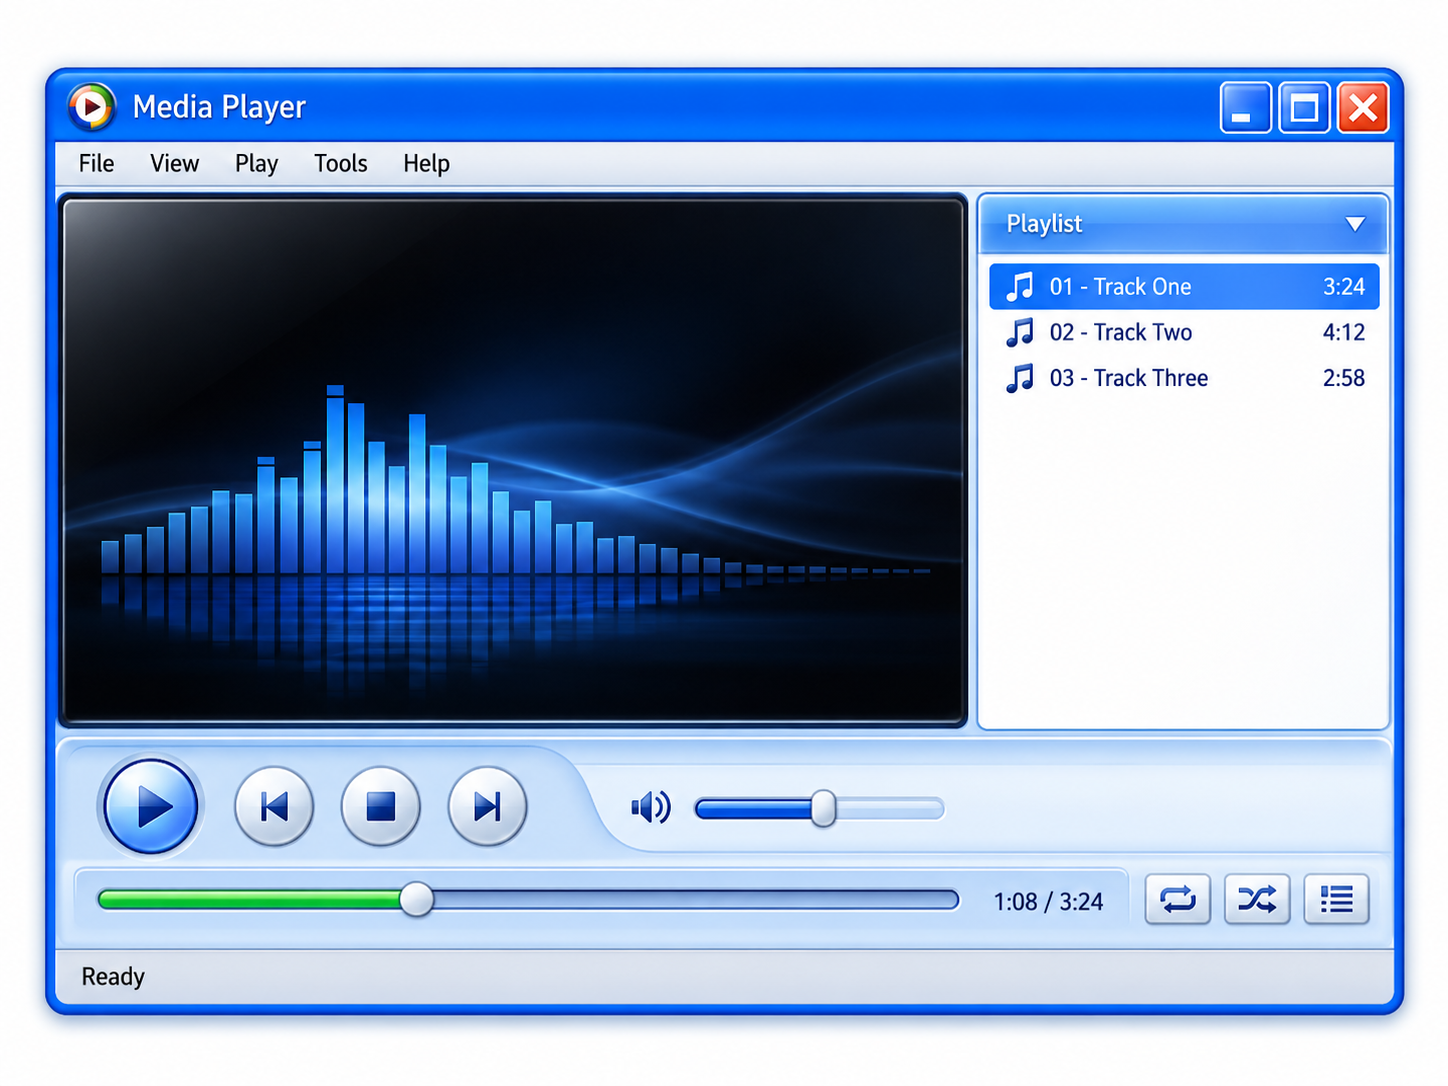 Media Player
File View Play Tools Help
Playlist
01 - Track One 3:24
02 - Track Two 4:12
03 - Track Three 2:58
1:08 / 3:24
Ready